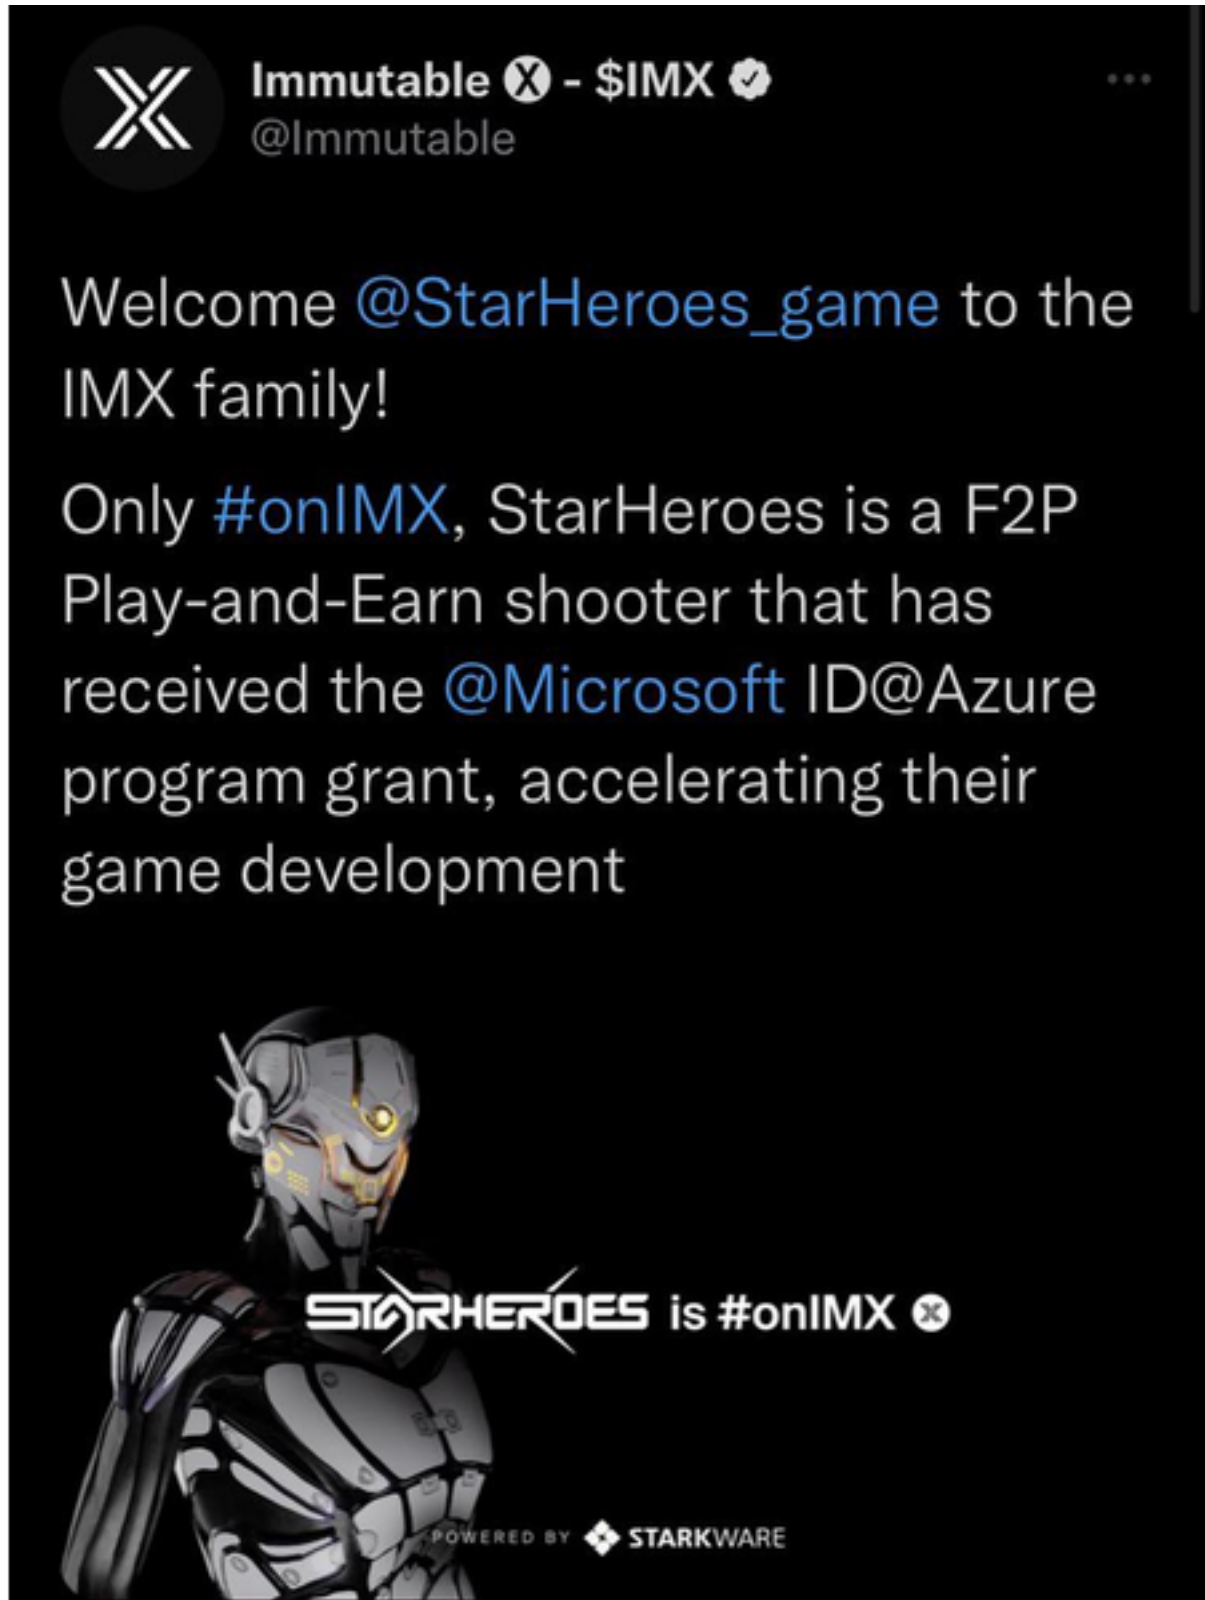 Immutable X - $IMX
@Immutable
Welcome @StarHeroes_game to the
IMX family!
Only #onIMX, StarHeroes is a F2P
Play-and-Earn shooter that has
received the @Microsoft ID@Azure
program grant, accelerating their
game development
STARHEROES is #onIMX X
POWERED BY STARKWARE